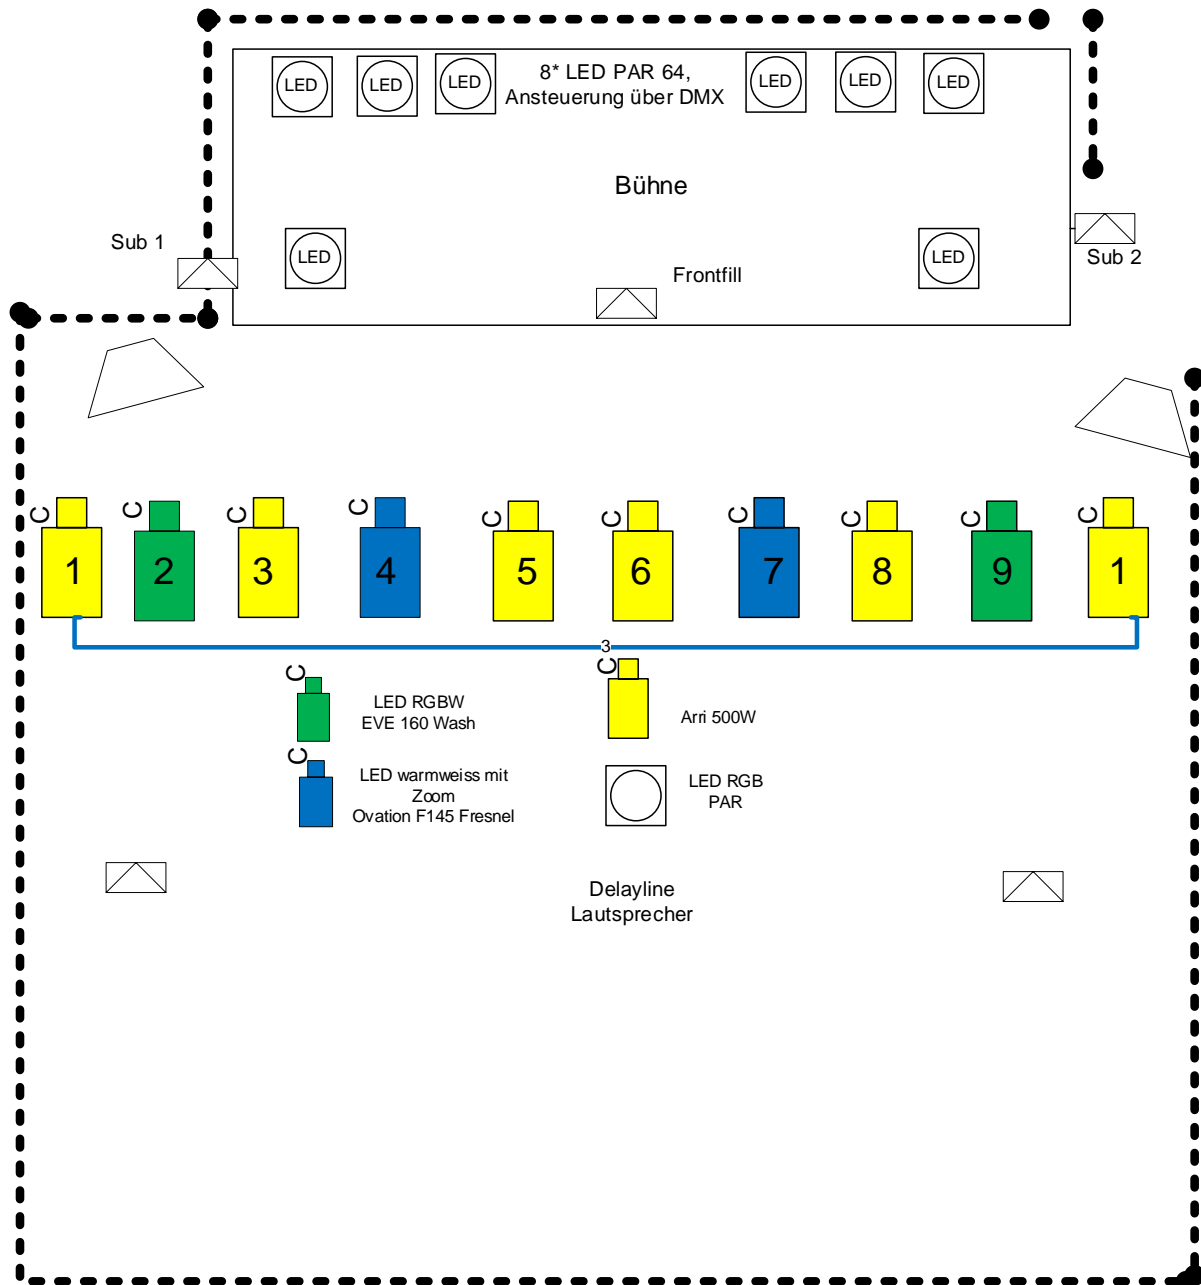 LED
LED
LED
8* LED PAR 64,
Ansteuerung über DMX
LED
LED
LED
Bühne
Sub 1
LED
LED
Sub 2
Frontfill
C
C
C
C
C
C
C
C
C
C
1
2
3
4
5
6
7
8
9
1
3
C
LED RGBW
EVE 160 Wash
C
Arri 500W
C
LED warmweiss mit
Zoom
Ovation F145 Fresnel
LED RGB
PAR
Delayline
Lautsprecher